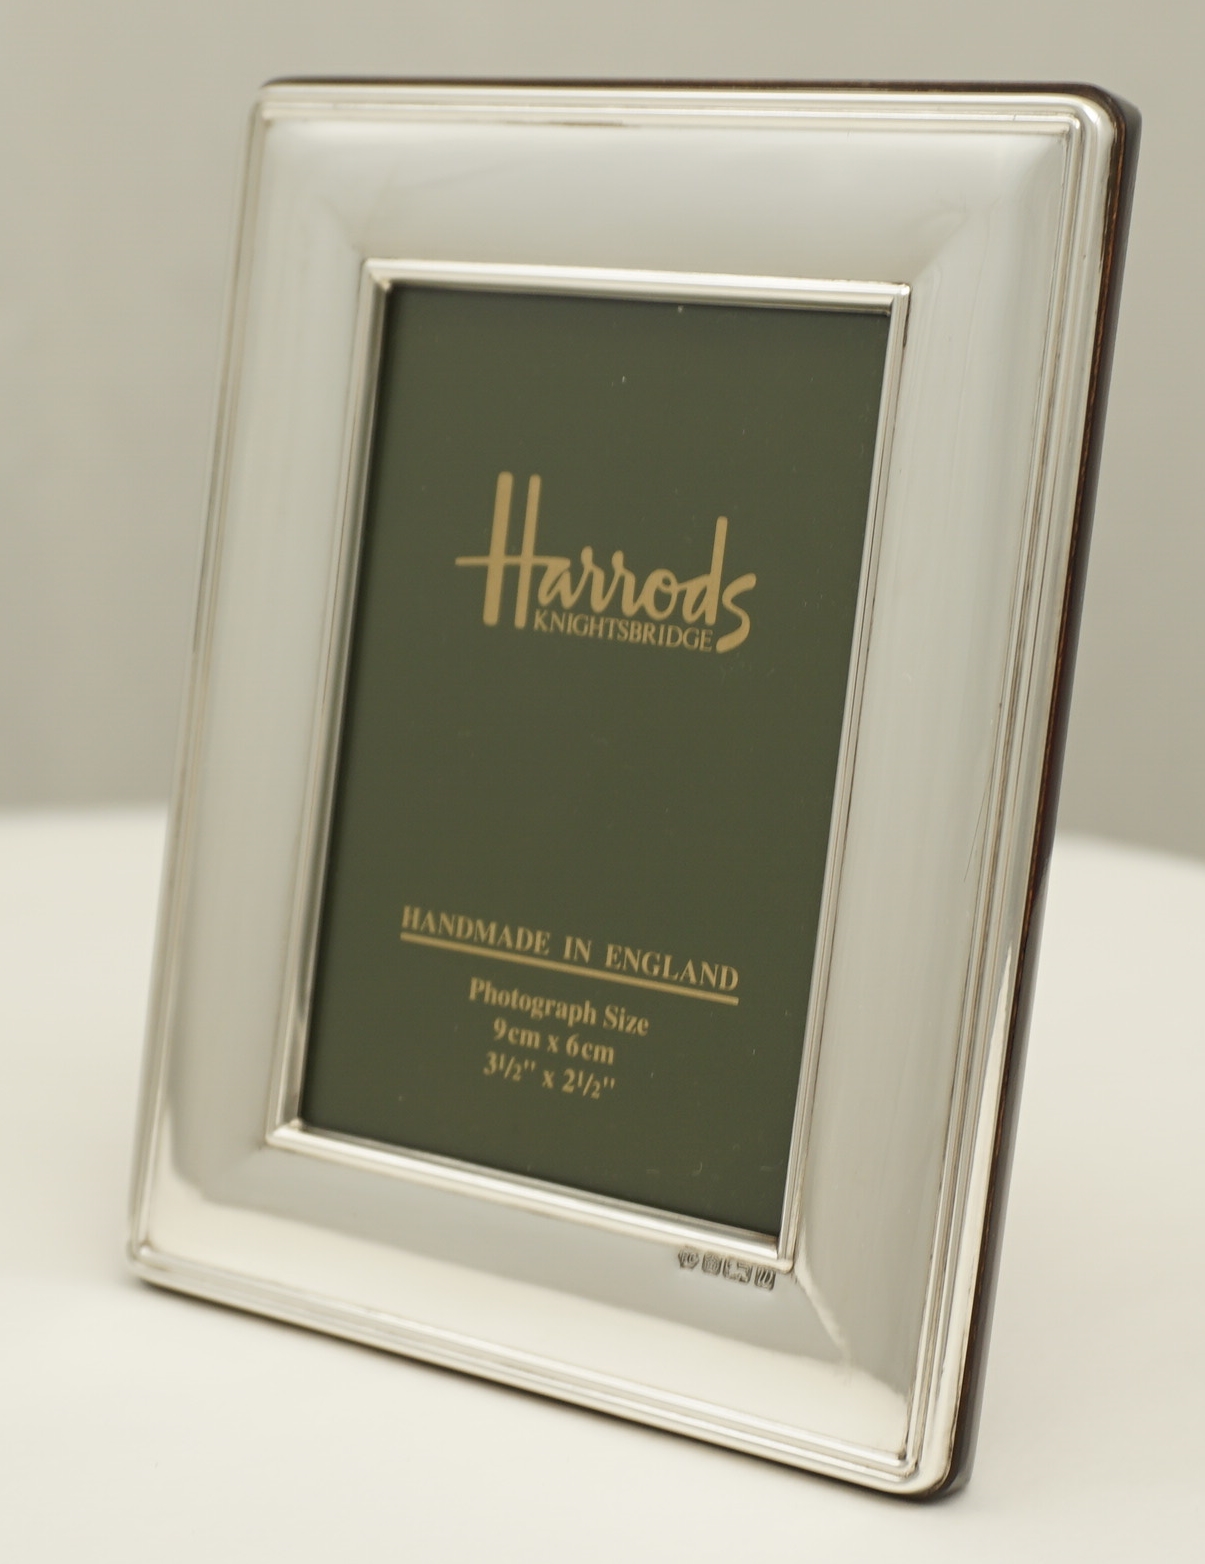 Harrods
KNIGHTSBRIDGE
HANDMADE IN ENGLAND
Photograph Size
9cm x 6cm
3½" x 2½"